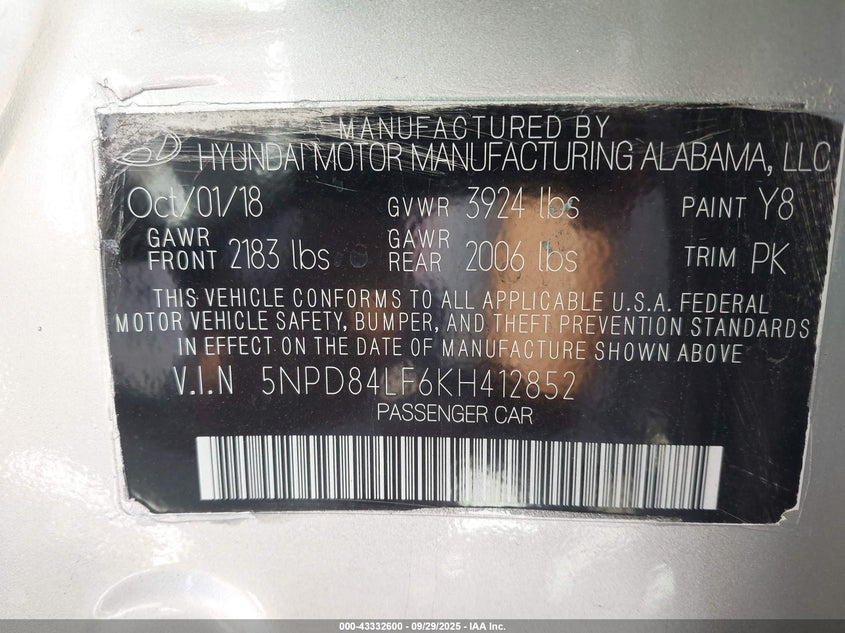 MANUFACTURED BY
HYUNDAI MOTOR MANUFACTURING ALABAMA, LLC
Oct/01/18 GVWR 3924 lbs PAINT Y8
GAWR FRONT 2183 lbs GAWR REAR 2006 lbs TRIM PK
THIS VEHICLE CONFORMS TO ALL APPLICABLE U.S.A. FEDERAL
MOTOR VEHICLE SAFETY, BUMPER, AND THEFT PREVENTION STANDARDS
IN EFFECT ON THE DATE OF MANUFACTURE SHOWN ABOVE
V.I.N 5NPD84LF6KH412852
PASSENGER CAR
000-43332600 - 09/29/2025 - IAA Inc.